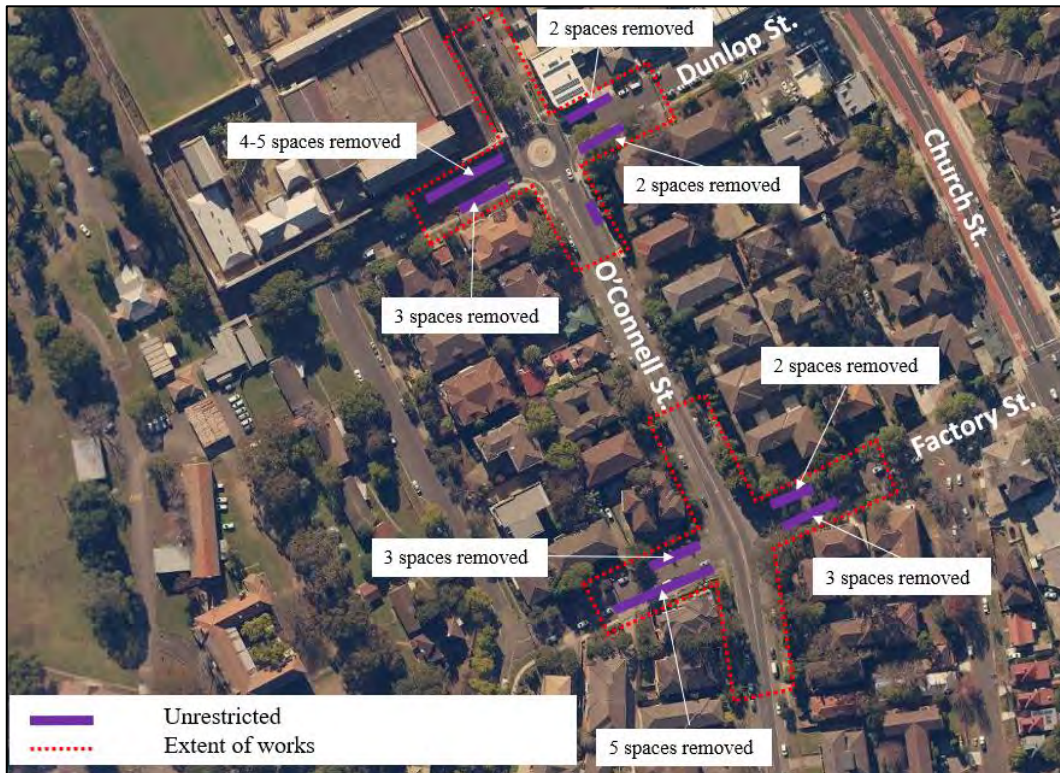 2 spaces removed
Dunlop St.
4-5 spaces removed
2 spaces removed
Church St.
3 spaces removed
O'Connell St.
2 spaces removed
Factory St.
3 spaces removed
3 spaces removed
5 spaces removed
Unrestricted
Extent of works